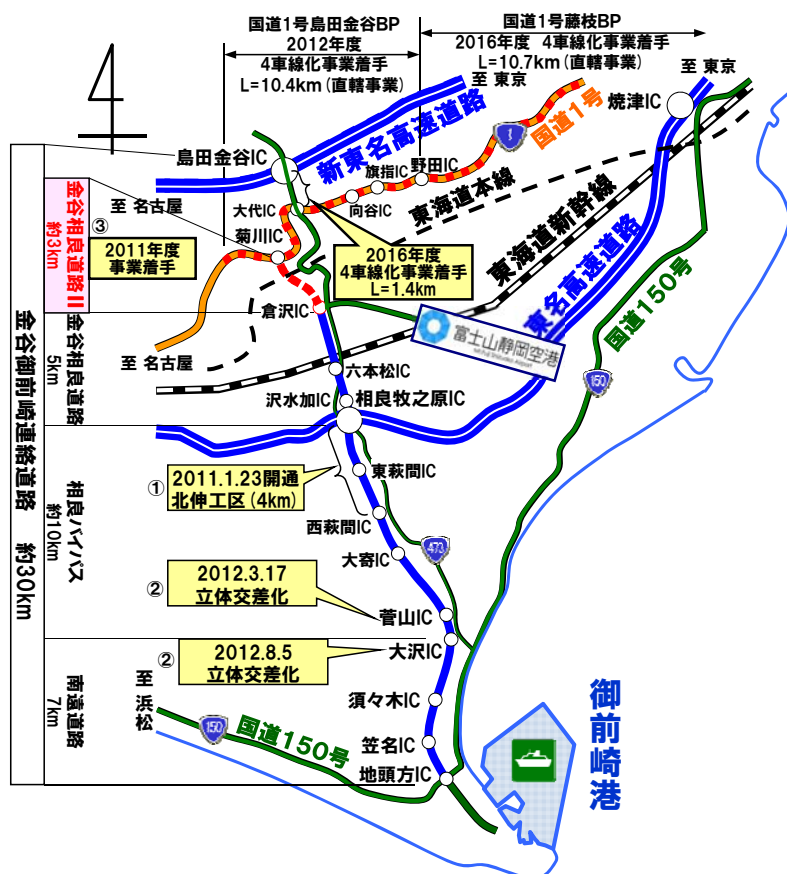 国道1号島田金谷BP
2012年度
4車線化事業着手
L=10.4km(直轄事業)
国道1号藤枝BP
2016年度 4車線化事業着手
L=10.7km(直轄事業)
至 東京
至 東京
焼津IC
新東名高速道路
1
国道1号
島田金谷IC
野田IC
旗指IC
向谷IC
大代IC
至 名古屋
菊川IC
東海道本線
東海道新幹線
東名高速道路
国道150号
150
金谷相良道路II
約3km
③
2011年度
事業着手
2016年度
4車線化事業着手
L=1.4km
倉沢IC
富士山静岡空港
至 名古屋
金谷相良道路
5km
六本松IC
沢水加IC
相良牧之原IC
金谷御前崎連絡道路 約30km
東萩間IC
①
2011.1.23開通
北伸工区(4km)
相良バイパス
約10km
西萩間IC
大寄IC
473
②
2012.3.17
立体交差化
菅山IC
②
2012.8.5
立体交差化
大沢IC
南遠道路
7km
至 浜松
須々木IC
150
国道150号
笠名IC
地頭方IC
御前崎港